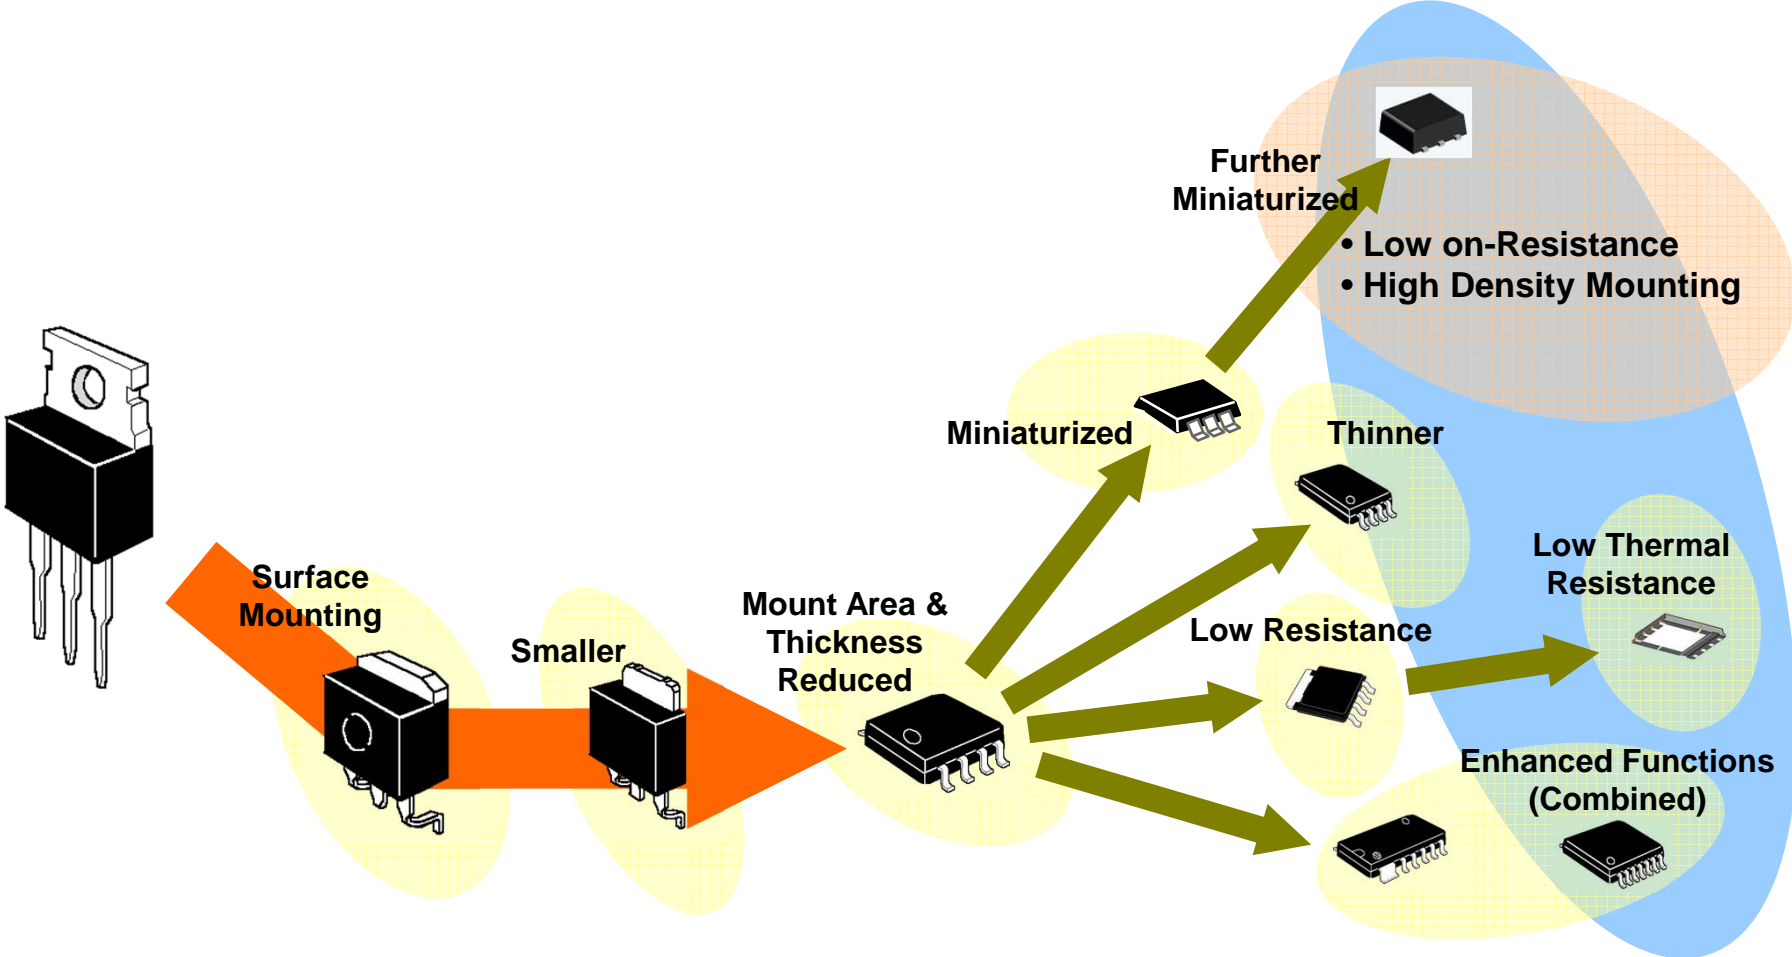 Surface
Mounting
Smaller
Mount Area &
Thickness
Reduced
Miniaturized
Further
Miniaturized
• Low on-Resistance
• High Density Mounting
Thinner
Low Resistance
Low Thermal
Resistance
Enhanced Functions
(Combined)